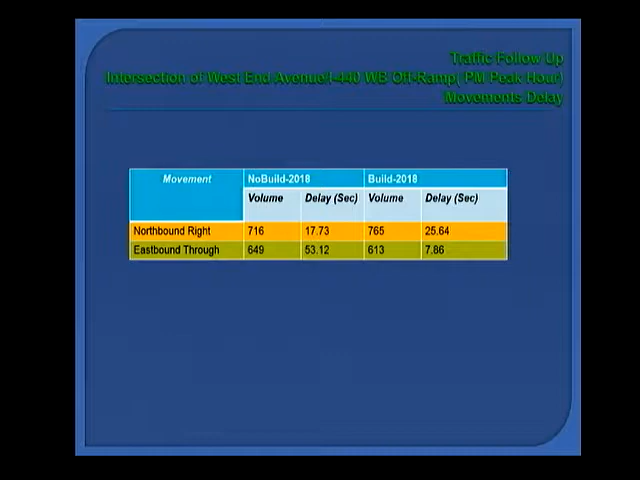 Traffic Follow Up
Intersection of West End Avenue/I-440 WB Off-Ramp( PM Peak Hour)
Movements Delay
Movement NoBuild-2018 Build-2018
Volume Delay (Sec) Volume Delay (Sec)
Northbound Right 716 17.73 765 25.64
Eastbound Through 649 53.12 613 7.86